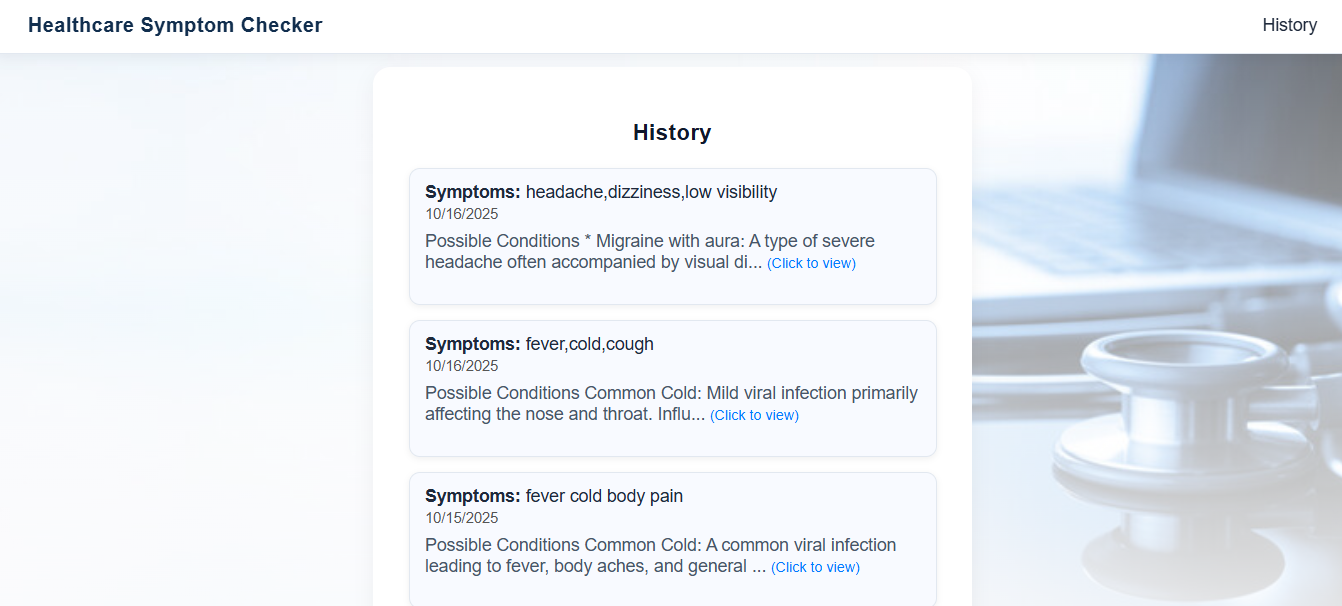 Healthcare Symptom Checker
History
History
Symptoms: headache,dizziness,low visibility
10/16/2025
Possible Conditions * Migraine with aura: A type of severe
headache often accompanied by visual di... (Click to view)
Symptoms: fever,cold,cough
10/16/2025
Possible Conditions Common Cold: Mild viral infection primarily
affecting the nose and throat. Influ... (Click to view)
Symptoms: fever cold body pain
10/15/2025
Possible Conditions Common Cold: A common viral infection
leading to fever, body aches, and general ... (Click to view)